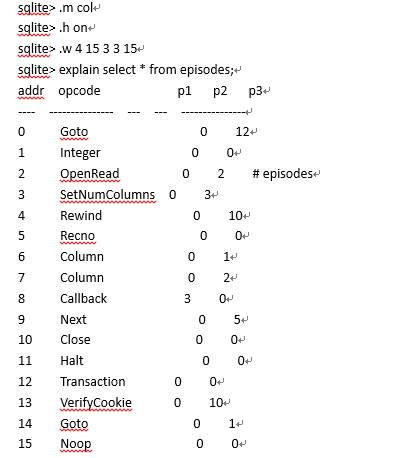 sqlite> .m col
sqlite> .h on
sqlite> .w 4 15 3 3 15
sqlite> explain select * from episodes;
addr opcode p1 p2 p3
---- --------------- --- --- ---------------
0 Goto 0 12
1 Integer 0 0
2 OpenRead 0 2 # episodes
3 SetNumColumns 0 3
4 Rewind 0 10
5 Recno 0 0
6 Column 0 1
7 Column 0 2
8 Callback 3 0
9 Next 0 5
10 Close 0 0
11 Halt 0 0
12 Transaction 0 0
13 VerifyCookie 0 10
14 Goto 0 1
15 Noop 0 0